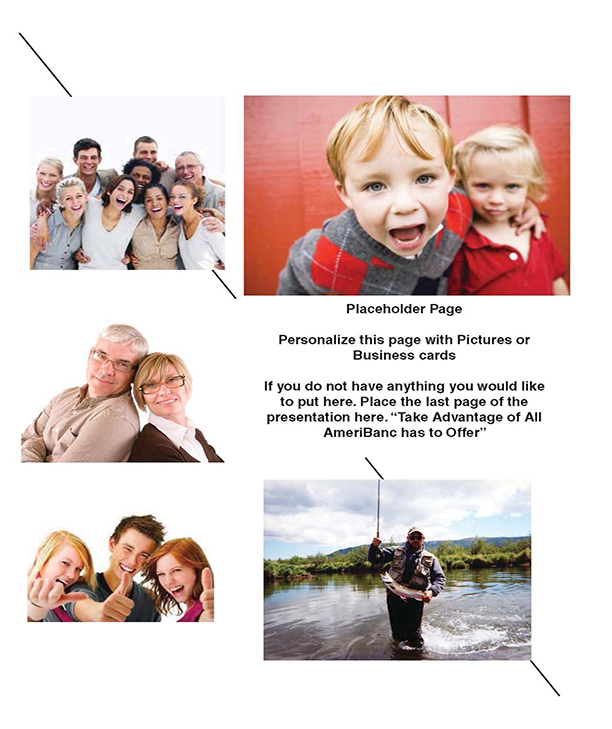 Placeholder Page
Personalize this page with Pictures or
Business cards
If you do not have anything you would like
to put here. Place the last page of the
presentation here. “Take Advantage of All
AmeriBanc has to Offer”